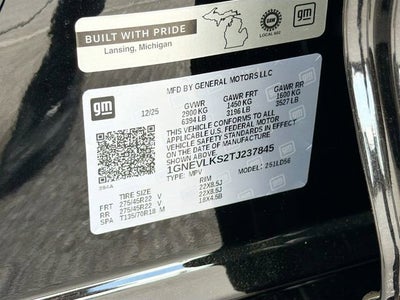 BUILT WITH PRIDE
Lansing, Michigan
LOCAL 602
gm
gm
12/25
MFD BY GENERAL MOTORS LLC
GVWR GAWR FRT GAWR RR
2900 KG 1450 KG 1600 KG
6394 LB 3196 LB 3527 LB
THIS VEHICLE CONFORMS TO ALL
APPLICABLE U.S. FEDERAL MOTOR
VEHICLE SAFETY STANDARDS IN
EFFECT ON THE DATE OF
MANUFACTURE SHOWN ABOVE.
1GNEVLKS2TJ237845
TYPE: MPV MODEL: 251LD56
TIRE SIZE RIM
FRT 275/45R22 V 22X8.5J
RR 275/45R22 V 22X8.5J
SPA T135/70R18 M 18X4.5B